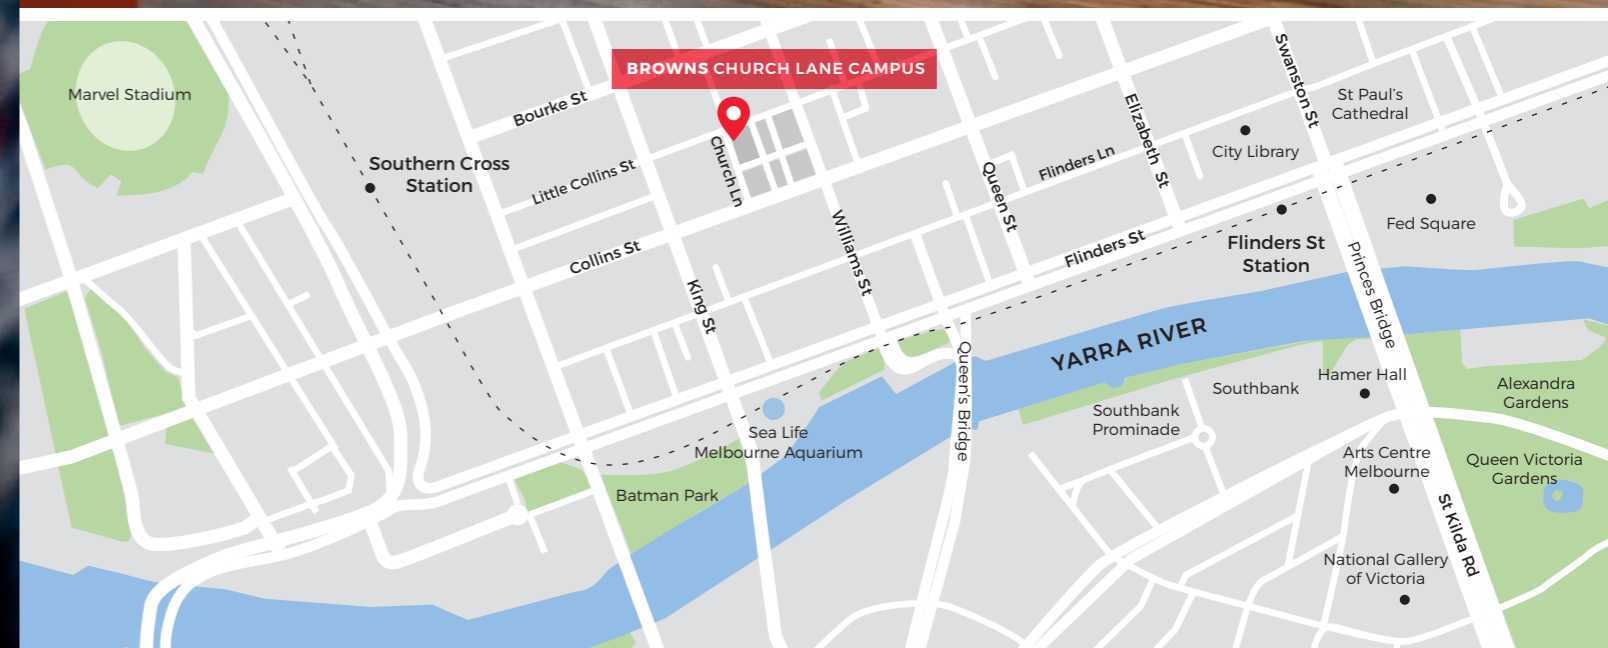 BROWNS CHURCH LANE CAMPUS
Marvel Stadium
Southern Cross
Station
Bourke St
Little Collins St
Church Ln
Collins St
King St
Williams St
Queen St
Flinders Ln
Elizabeth St
Swanston St
St Paul's
Cathedral
City Library
Flinders St
Flinders St
Station
Fed Square
Princes Bridge
YARRA RIVER
Queen's Bridge
Sea Life
Melbourne Aquarium
Batman Park
Southbank
Prominade
Southbank
Hamer Hall
Alexandra
Gardens
Arts Centre
Melbourne
Queen Victoria
Gardens
St Kilda Rd
National Gallery
of Victoria